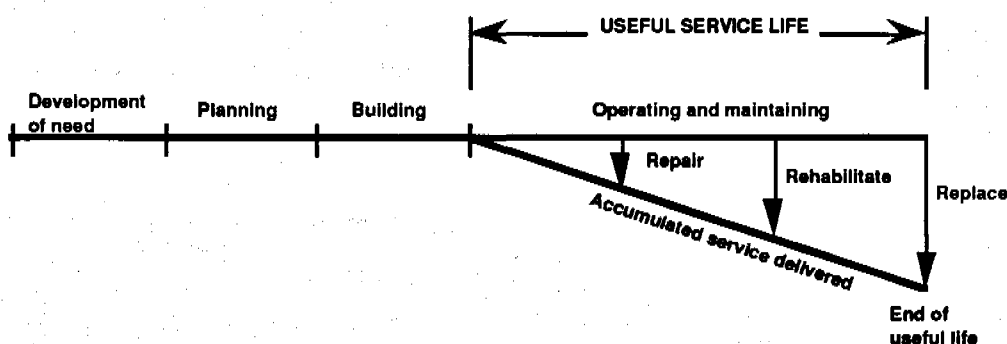 USEFUL SERVICE LIFE
Development
of need
Planning
Building
Operating and maintaining
Repair
Rehabilitate
Replace
Accumulated service delivered
End of
useful life